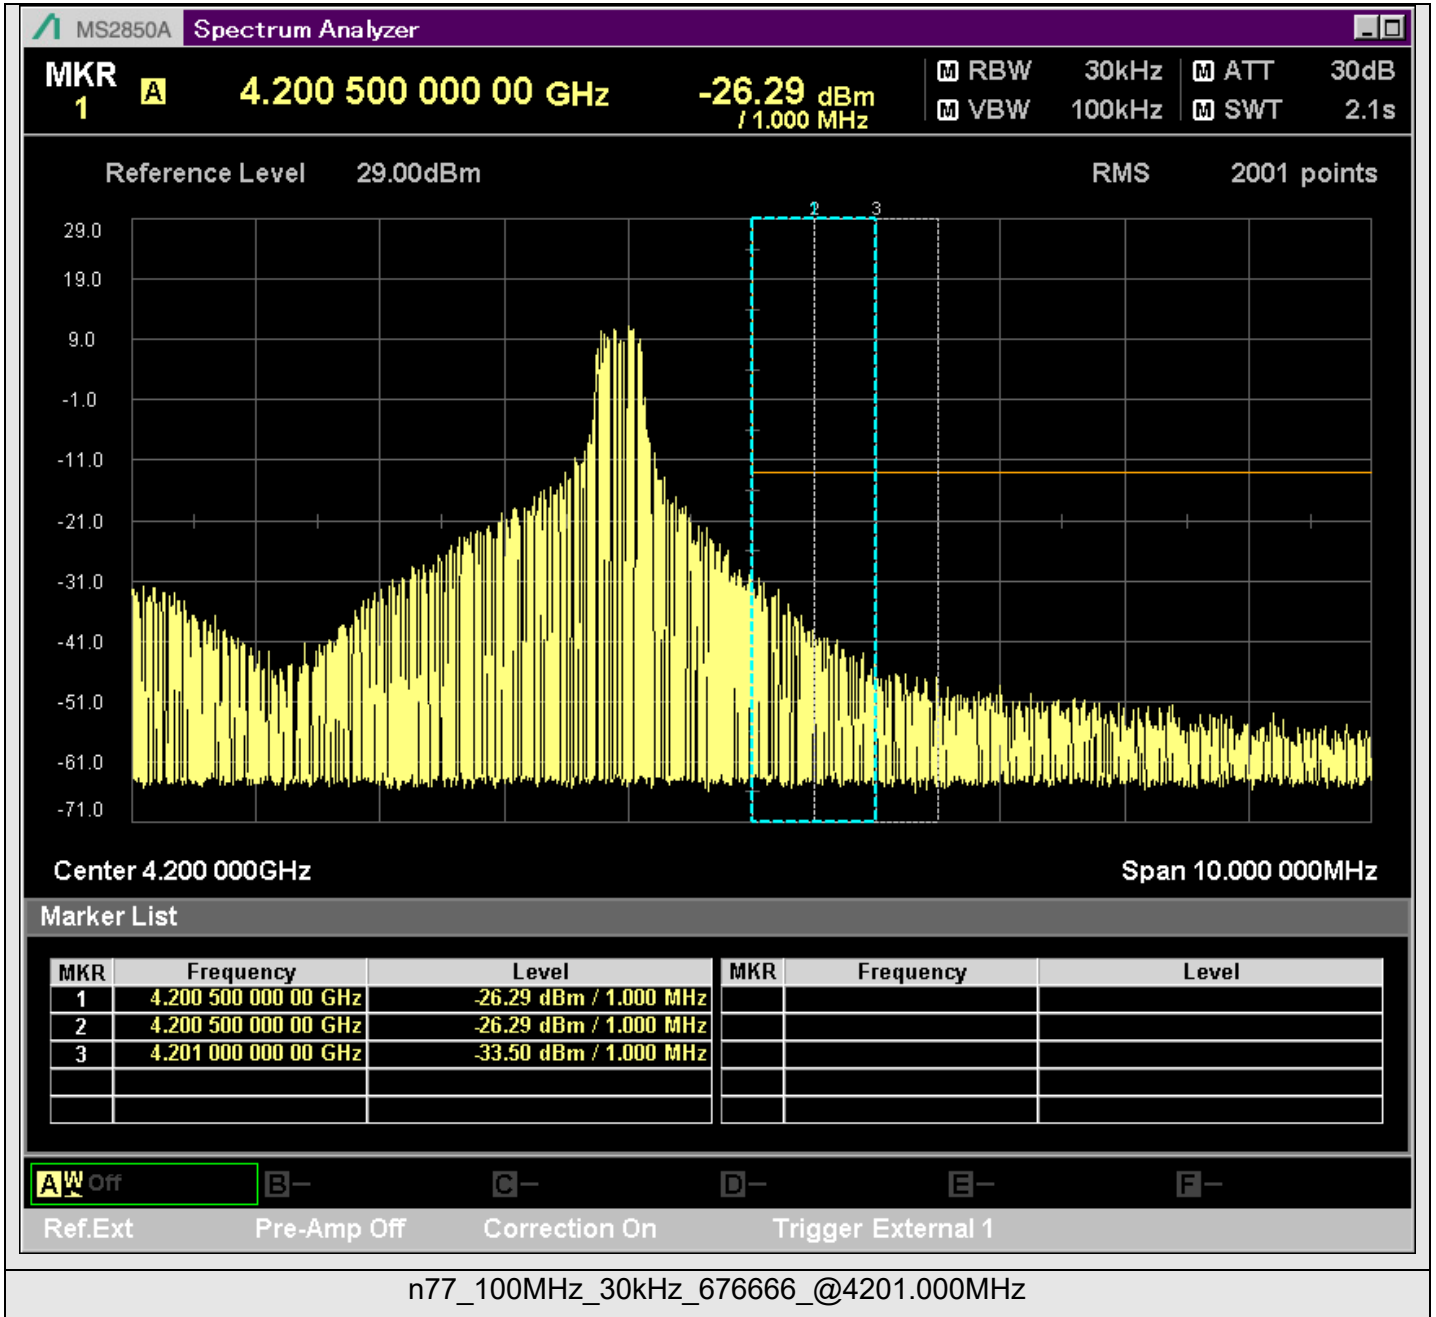 MS2850A Spectrum Analyzer
MKR 1 A 4.200 500 000 00 GHz -26.29 dBm / 1.000 MHz
M RBW 30kHz M ATT 30dB
M VBW 100kHz M SWT 2.1s
Reference Level 29.00dBm RMS 2001 points
3
29.0
19.0
9.0
-1.0
-11.0
-21.0
-31.0
-41.0
-51.0
-61.0
-71.0
Center 4.200 000GHz Span 10.000 000MHz
Marker List
MKR Frequency Level MKR Frequency Level
1 4.200 500 000 00 GHz -26.29 dBm / 1.000 MHz
2 4.200 500 000 00 GHz -26.29 dBm / 1.000 MHz
3 4.201 000 000 00 GHz -33.50 dBm / 1.000 MHz
A W Off B - C - D - E - F -
Ref.Ext Pre-Amp Off Correction On Trigger External 1
n77_100MHz_30kHz_676666_@4201.000MHz